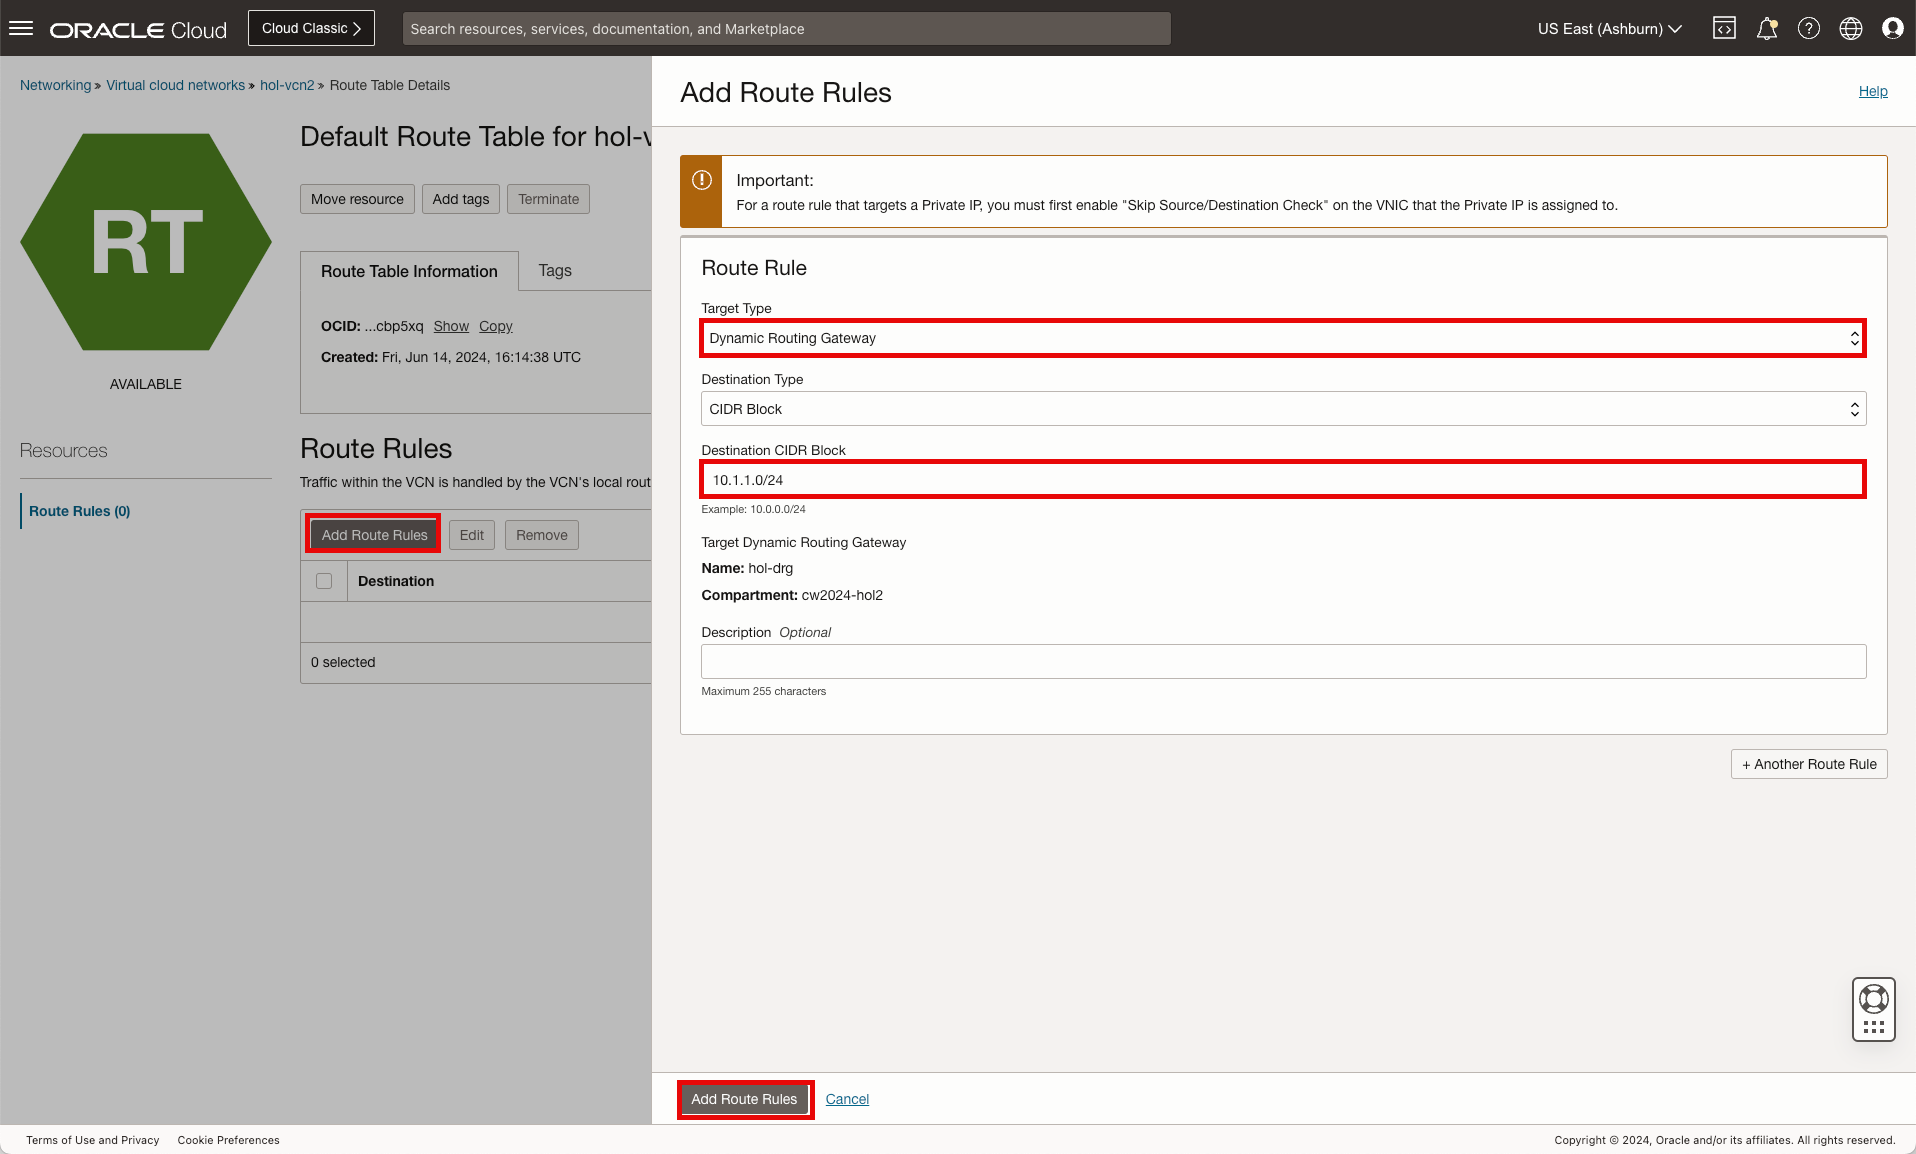 ORACLE Cloud
Cloud Classic
Search resources, services, documentation, and Marketplace
US East (Ashburn)
Networking » Virtual cloud networks » hol-vcn2 » Route Table Details
RT
AVAILABLE
Default Route Table for hol-v
Move resource
Add tags
Terminate
Route Table Information
Tags
OCID: ...cbp5xq Show Copy
Created: Fri, Jun 14, 2024, 16:14:38 UTC
Resources
Route Rules (0)
Route Rules
Traffic within the VCN is handled by the VCN's local rout
Add Route Rules
Edit
Remove
Destination
0 selected
Add Route Rules
Help
Important:
For a route rule that targets a Private IP, you must first enable "Skip Source/Destination Check" on the VNIC that the Private IP is assigned to.
Route Rule
Target Type
Dynamic Routing Gateway
Destination Type
CIDR Block
Destination CIDR Block
10.1.1.0/24
Example: 10.0.0.0/24
Target Dynamic Routing Gateway
Name: hol-drg
Compartment: cw2024-hol2
Description Optional
Maximum 255 characters
+ Another Route Rule
Add Route Rules
Cancel
Terms of Use and Privacy
Cookie Preferences
Copyright © 2024, Oracle and/or its affiliates. All rights reserved.